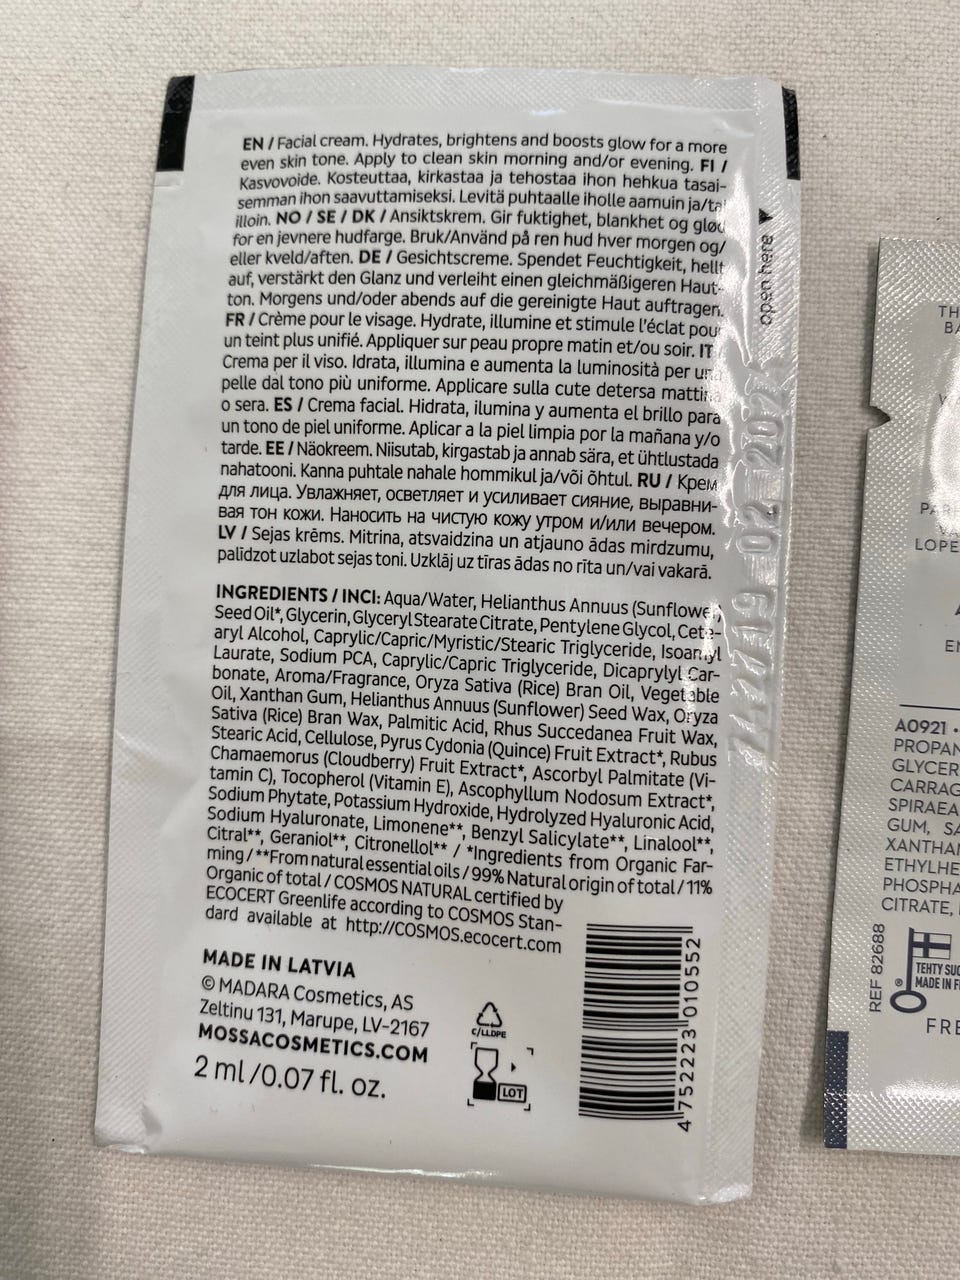 EN / Facial cream. Hydrates, brightens and boosts glow for a more
even skin tone. Apply to clean skin morning and/or evening. FI /
Kasvovoide. Kosteuttaa, kirkastaa ja tehostaa ihon hehkua tasai-
semman ihon saavuttamiseksi. Levitä puhtaalle iholle aamuin ja/tai
illoin. NO / SE / DK / Ansiktskrem. Gir fuktighet, blankhet og glød
for en jevnere hudfarge. Bruk/Använd på ren hud hver morgen og/
eller kveld/aften. DE / Gesichtscreme. Spendet Feuchtigkeit, hellt
auf, verstärkt den Glanz und verleiht einen gleichmäßigeren Haut-
ton. Morgens und/oder abends auf die gereinigte Haut auftragen.
FR / Crème pour le visage. Hydrate, illumine et stimule l'éclat pour
un teint plus unifié. Appliquer sur peau propre matin et/ou soir. IT /
Crema per il viso. Idrata, illumina e aumenta la luminosità per una
pelle dal tono più uniforme. Applicare sulla cute detersa mattina
o sera. ES / Crema facial. Hidrata, ilumina y aumenta el brillo para
un tono de piel uniforme. Aplicar a la piel limpia por la mañana y/o
tarde. EE / Näokreem. Niisutab, kirgastab ja annab sära, et ühtlustada
nahatooni. Kanna puhtale nahale hommikul ja/või õhtul. RU / Крем
для лица. Увлажняет, осветляет и усиливает сияние, выравни-
вая тон кожи. Наносить на чистую кожу утром и/или вечером.
LV / Sejas krēms. Mitrina, atsvaidzina un atjauno ādas mirdzumu,
palīdzot uzlabot sejas toni. Uzklāj uz tīras ādas no rīta un/vai vakarā.
INGREDIENTS / INCI: Aqua/Water, Helianthus Annuus (Sunflower)
Seed Oil*, Glycerin, Glyceryl Stearate Citrate, Pentylene Glycol, Cete-
aryl Alcohol, Caprylic/Capric/Myristic/Stearic Triglyceride, Isoamyl
Laurate, Sodium PCA, Caprylic/Capric Triglyceride, Dicaprylyl Car-
bonate, Aroma/Fragrance, Oryza Sativa (Rice) Bran Oil, Vegetable
Oil, Xanthan Gum, Helianthus Annuus (Sunflower) Seed Wax, Oryza
Sativa (Rice) Bran Wax, Palmitic Acid, Rhus Succedanea Fruit Wax,
Stearic Acid, Cellulose, Pyrus Cydonia (Quince) Fruit Extract*, Rubus
Chamaemorus (Cloudberry) Fruit Extract*, Ascorbyl Palmitate (Vi-
tamin C), Tocopherol (Vitamin E), Ascophyllum Nodosum Extract*,
Sodium Phytate, Potassium Hydroxide, Hydrolyzed Hyaluronic Acid,
Sodium Hyaluronate, Limonene**, Benzyl Salicylate**, Linalool**,
Citral**, Geraniol**, Citronellol** / *Ingredients from Organic Far-
ming / **From natural essential oils / 99% Natural origin of total / 11%
Organic of total / COSMOS NATURAL certified by
ECOCERT Greenlife according to COSMOS Stan-
dard available at http://COSMOS.ecocert.com
MADE IN LATVIA
© MADARA Cosmetics, AS
Zeltinu 131, Marupe, LV-2167
MOSSACOSMETICS.COM
2 ml/0.07 fl. oz.
C/LLDPE
LOT
4 752223 010552
open here
TH
BA
W
PAR
LOPE
EN
A0921 •
PROPAN
GLYCER
CARRAG
SPIRAEA
GUM, SA
XANTHAN
ETHYLHE
PHOSPHA
CITRATE,
REF 82688
TEHTY SUO
MADE IN F
FRE